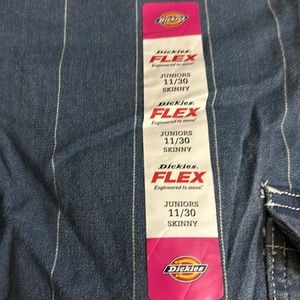 Dickies
Dickies.
FLEX
Engineered to move.
JUNIORS
11/30
SKINNY
Dickies.
FLEX
Engineered to move.
JUNIORS
11/30
SKINNY
Dickies.
FLEX
Engineered to move.
JUNIORS
11/30
SKINNY
Dickies